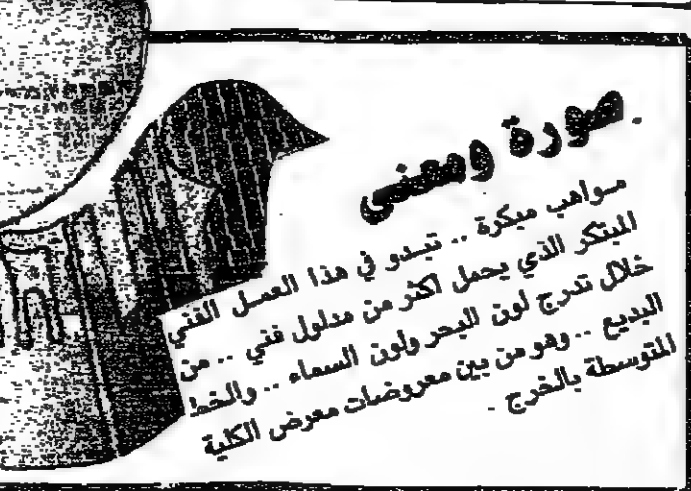 صورة ومعنى
مواهب مبكرة .. تبدو في هذا العمل الفني
المبتكر الذي يحمل اكثر من مدلول فني .. من
خلال تدرج لون البحر ولون السماء .. والخط
البديع .. وهو من بين معروضات معرض الكلية
المتوسطة بالخرج .